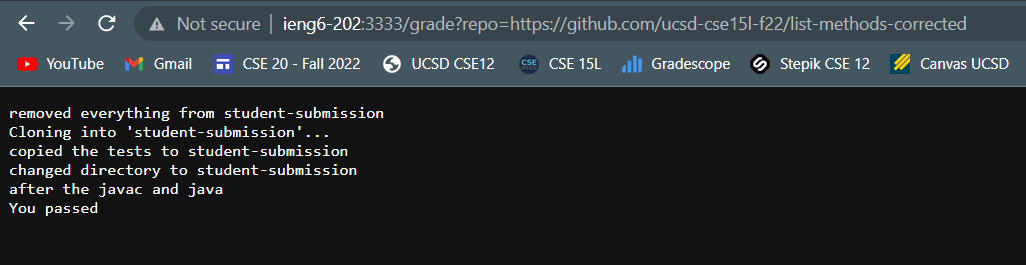 Not secure | ieng6-202:3333/grade?repo=https://github.com/ucsd-cse15l-f22/list-methods-corrected
YouTube Gmail CSE 20 - Fall 2022 UCSD CSE12 CSE CSE 15L Gradescope Stepik CSE 12 Canvas UCSD
removed everything from student-submission
Cloning into 'student-submission'...
copied the tests to student-submission
changed directory to student-submission
after the javac and java
You passed